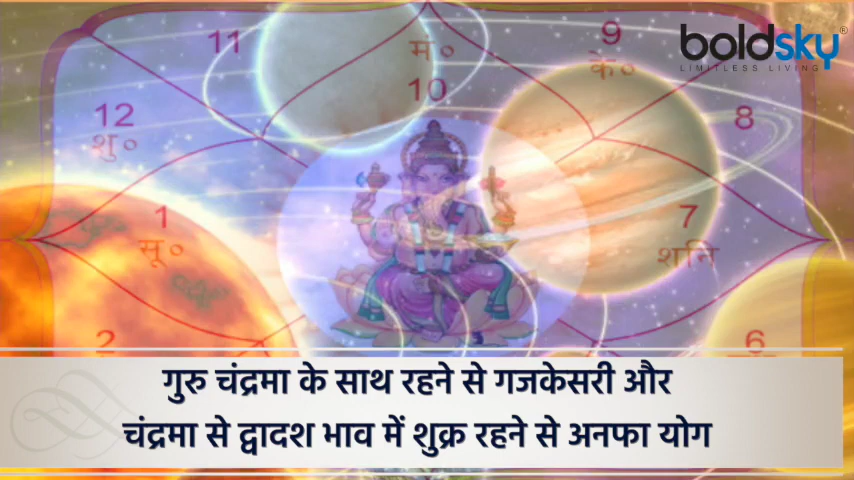 boldsky®
LIMITLESS LIVING
11
मं०
10
9
के०
12
शु०
8
1
सू०
7
शनि
2
6
गुरु चंद्रमा के साथ रहने से गजकेसरी और
चंद्रमा से द्वादश भाव में शुक्र रहने से अनफा योग